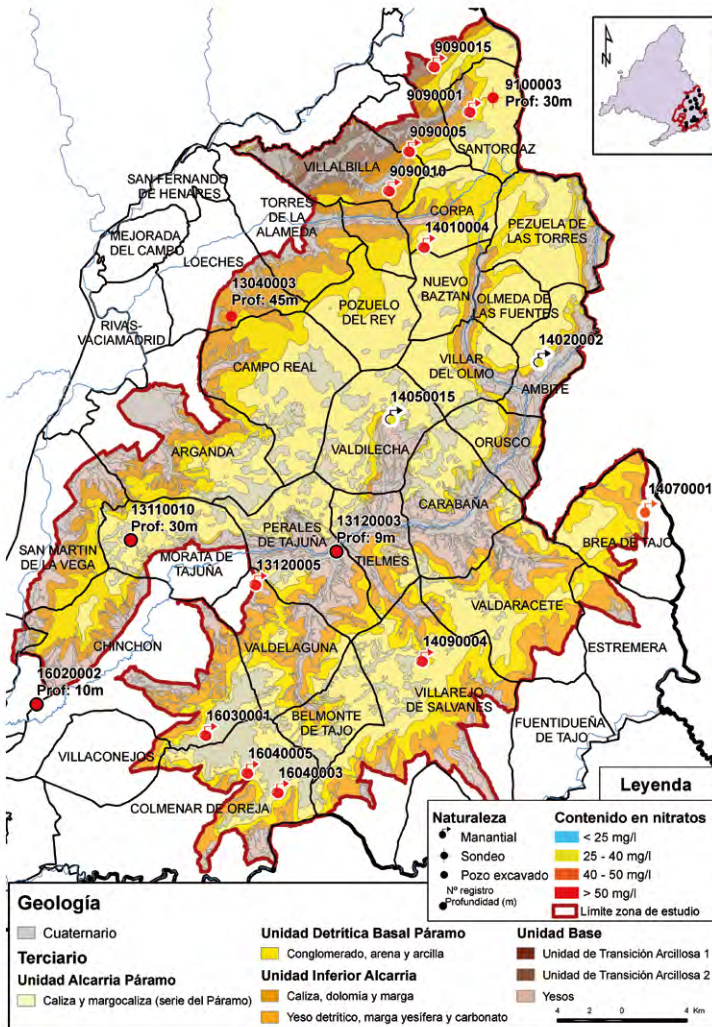 9090015
9100003
Prof: 30m
9090001
N
9090005
SANTORCAZ
VILLALBILLA
9090010
SAN FERNANDO
DE HENARES
TORRES
DE LA
ALAMEDA
CORPA
PEZUELA DE
LAS TORRES
MEJORADA
DEL CAMPO
14010004
LOECHES
13040003
Prof: 45m
NUEVO
BAZTAN
POZUELO
DEL REY
OLMEDA DE
LAS FUENTES
RIVAS-
VACIAMADRID
14020002
VILLAR
DEL OLMO
CAMPO REAL
AMBITE
14050015
ORUSCO
VALDILECHA
ARGANDA
14070001
CARABAÑA
13110010
Prof: 30m
PERALES
DE TAJUÑA
13120003
Prof: 9m
BREA DE TAJO
SAN MARTIN
DE LA VEGA
MORATA DE
TAJUÑA
TIELMES
13120005
VALDARACETE
CHINCHON
VALDELAGUNA
14090004
ESTREMERA
16020002
Prof: 10m
VILLAREJO
DE SALVANES
16030001
BELMONTE
DE TAJO
FUENTIDUEÑA
DE TAJO
VILLACONEJOS
16040005
16040003
COLMENAR DE OREJA
Leyenda
Naturaleza
Manantial
Sondeo
Pozo excavado
Nº registro
Profundidad (m)
Contenido en nitratos
< 25 mg/l
25 - 40 mg/l
40 - 50 mg/l
> 50 mg/l
Limite zona de estudio
Geología
Cuaternario
Terciario
Unidad Alcarria Páramo
Caliza y margocaliza (serie del Páramo)
Unidad Detrítica Basal Páramo
Conglomerado, arena y arcilla
Unidad Inferior Alcarria
Caliza, dolomía y marga
Yeso detrítico, marga yesífera y carbonato
Unidad Base
Unidad de Transición Arcillosa 1
Unidad de Transición Arcillosa 2
Yesos
4 0 4 Km